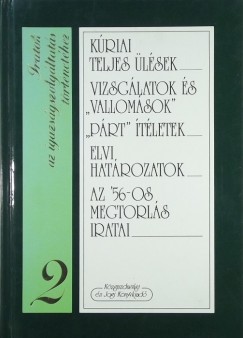 Iratok
az igazságszolgáltatás
történetéhez
2
KÚRIAI
TELJES ÜLÉSEK
VIZSGÁLATOK ÉS
„VALLOMÁSOK”
„PÁRT” ÍTÉLETEK
ELVI
HATÁROZATOK
AZ '56-OS
MEGTORLÁS
IRATAI
Közgazdasági
és Jogi Könyvkiadó